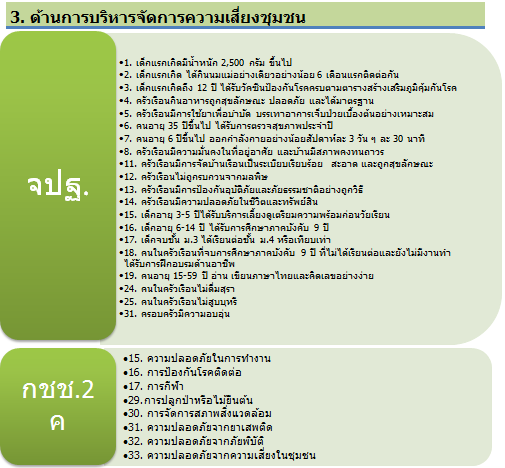 3. ด้านการบริหารจัดการความเสี่ยงชุมชน
จปฐ.
•1. เด็กแรกเกิดมีน้ำหนัก 2,500 กรัม ขึ้นไป
•2. เด็กแรกเกิด ได้กินนมแม่อย่างเดียวอย่างน้อย 6 เดือนแรกติดต่อกัน
•3. เด็กแรกเกิดถึง 12 ปี ได้รับวัคซีนป้องกันโรคครบตามตารางสร้างเสริมภูมิคุ้มกันโรค
•4. ครัวเรือนกินอาหารถูกสุขลักษณะ ปลอดภัย และได้มาตรฐาน
•5. ครัวเรือนมีการใช้ยาเพื่อบำบัด บรรเทาอาการเจ็บป่วยเบื้องต้นอย่างเหมาะสม
•6. คนอายุ 35 ปีขึ้นไป ได้รับการตรวจสุขภาพประจำปี
•7. คนอายุ 6 ปีขึ้นไป ออกกำลังกายอย่างน้อยสัปดาห์ละ 3 วัน ๆ ละ 30 นาที
•8. ครัวเรือนมีความมั่นคงในที่อยู่อาศัย และบ้านมีสภาพคงทนถาวร
•11. ครัวเรือนมีการจัดบ้านเรือนเป็นระเบียบเรียบร้อย สะอาด และถูกสุขลักษณะ
•12. ครัวเรือนไม่ถูกรบกวนจากมลพิษ
•13. ครัวเรือนมีการป้องกันอุบัติภัยและภัยธรรมชาติอย่างถูกวิธี
•14. ครัวเรือนมีความปลอดภัยในชีวิตและทรัพย์สิน
•15. เด็กอายุ 3-5 ปีได้รับบริการเลี้ยงดูเตรียมความพร้อมก่อนวัยเรียน
•16. เด็กอายุ 6-14 ปี ได้รับการศึกษาภาคบังคับ 9 ปี
•17. เด็กจบชั้น ม.3 ได้เรียนต่อชั้น ม.4 หรือเทียบเท่า
•18. คนในครัวเรือนที่จบการศึกษาภาคบังคับ 9 ปี ที่ไม่ได้เรียนต่อและยังไม่มีงานทำ
ได้รับการฝึกอบรมด้านอาชีพ
•19. คนอายุ 15-59 ปี อ่าน เขียนภาษาไทยและคิดเลขอย่างง่าย
•24. คนในครัวเรือนไม่ดื่มสุรา
•25. คนในครัวเรือนไม่สูบบุหรี่
•31. ครอบครัวมีความอบอุ่น
กชช.2
ค
•15. ความปลอดภัยในการทำงาน
•16. การป้องกันโรคติดต่อ
•17. การกีฬา
•29.การปลูกป่าหรือไม้ยืนต้น
•30. การจัดการสภาพสิ่งแวดล้อม
•31. ความปลอดภัยจากยาเสพติด
•32. ความปลอดภัยจากภัยพิบัติ
•33. ความปลอดภัยจากความเสี่ยงในชุมชน